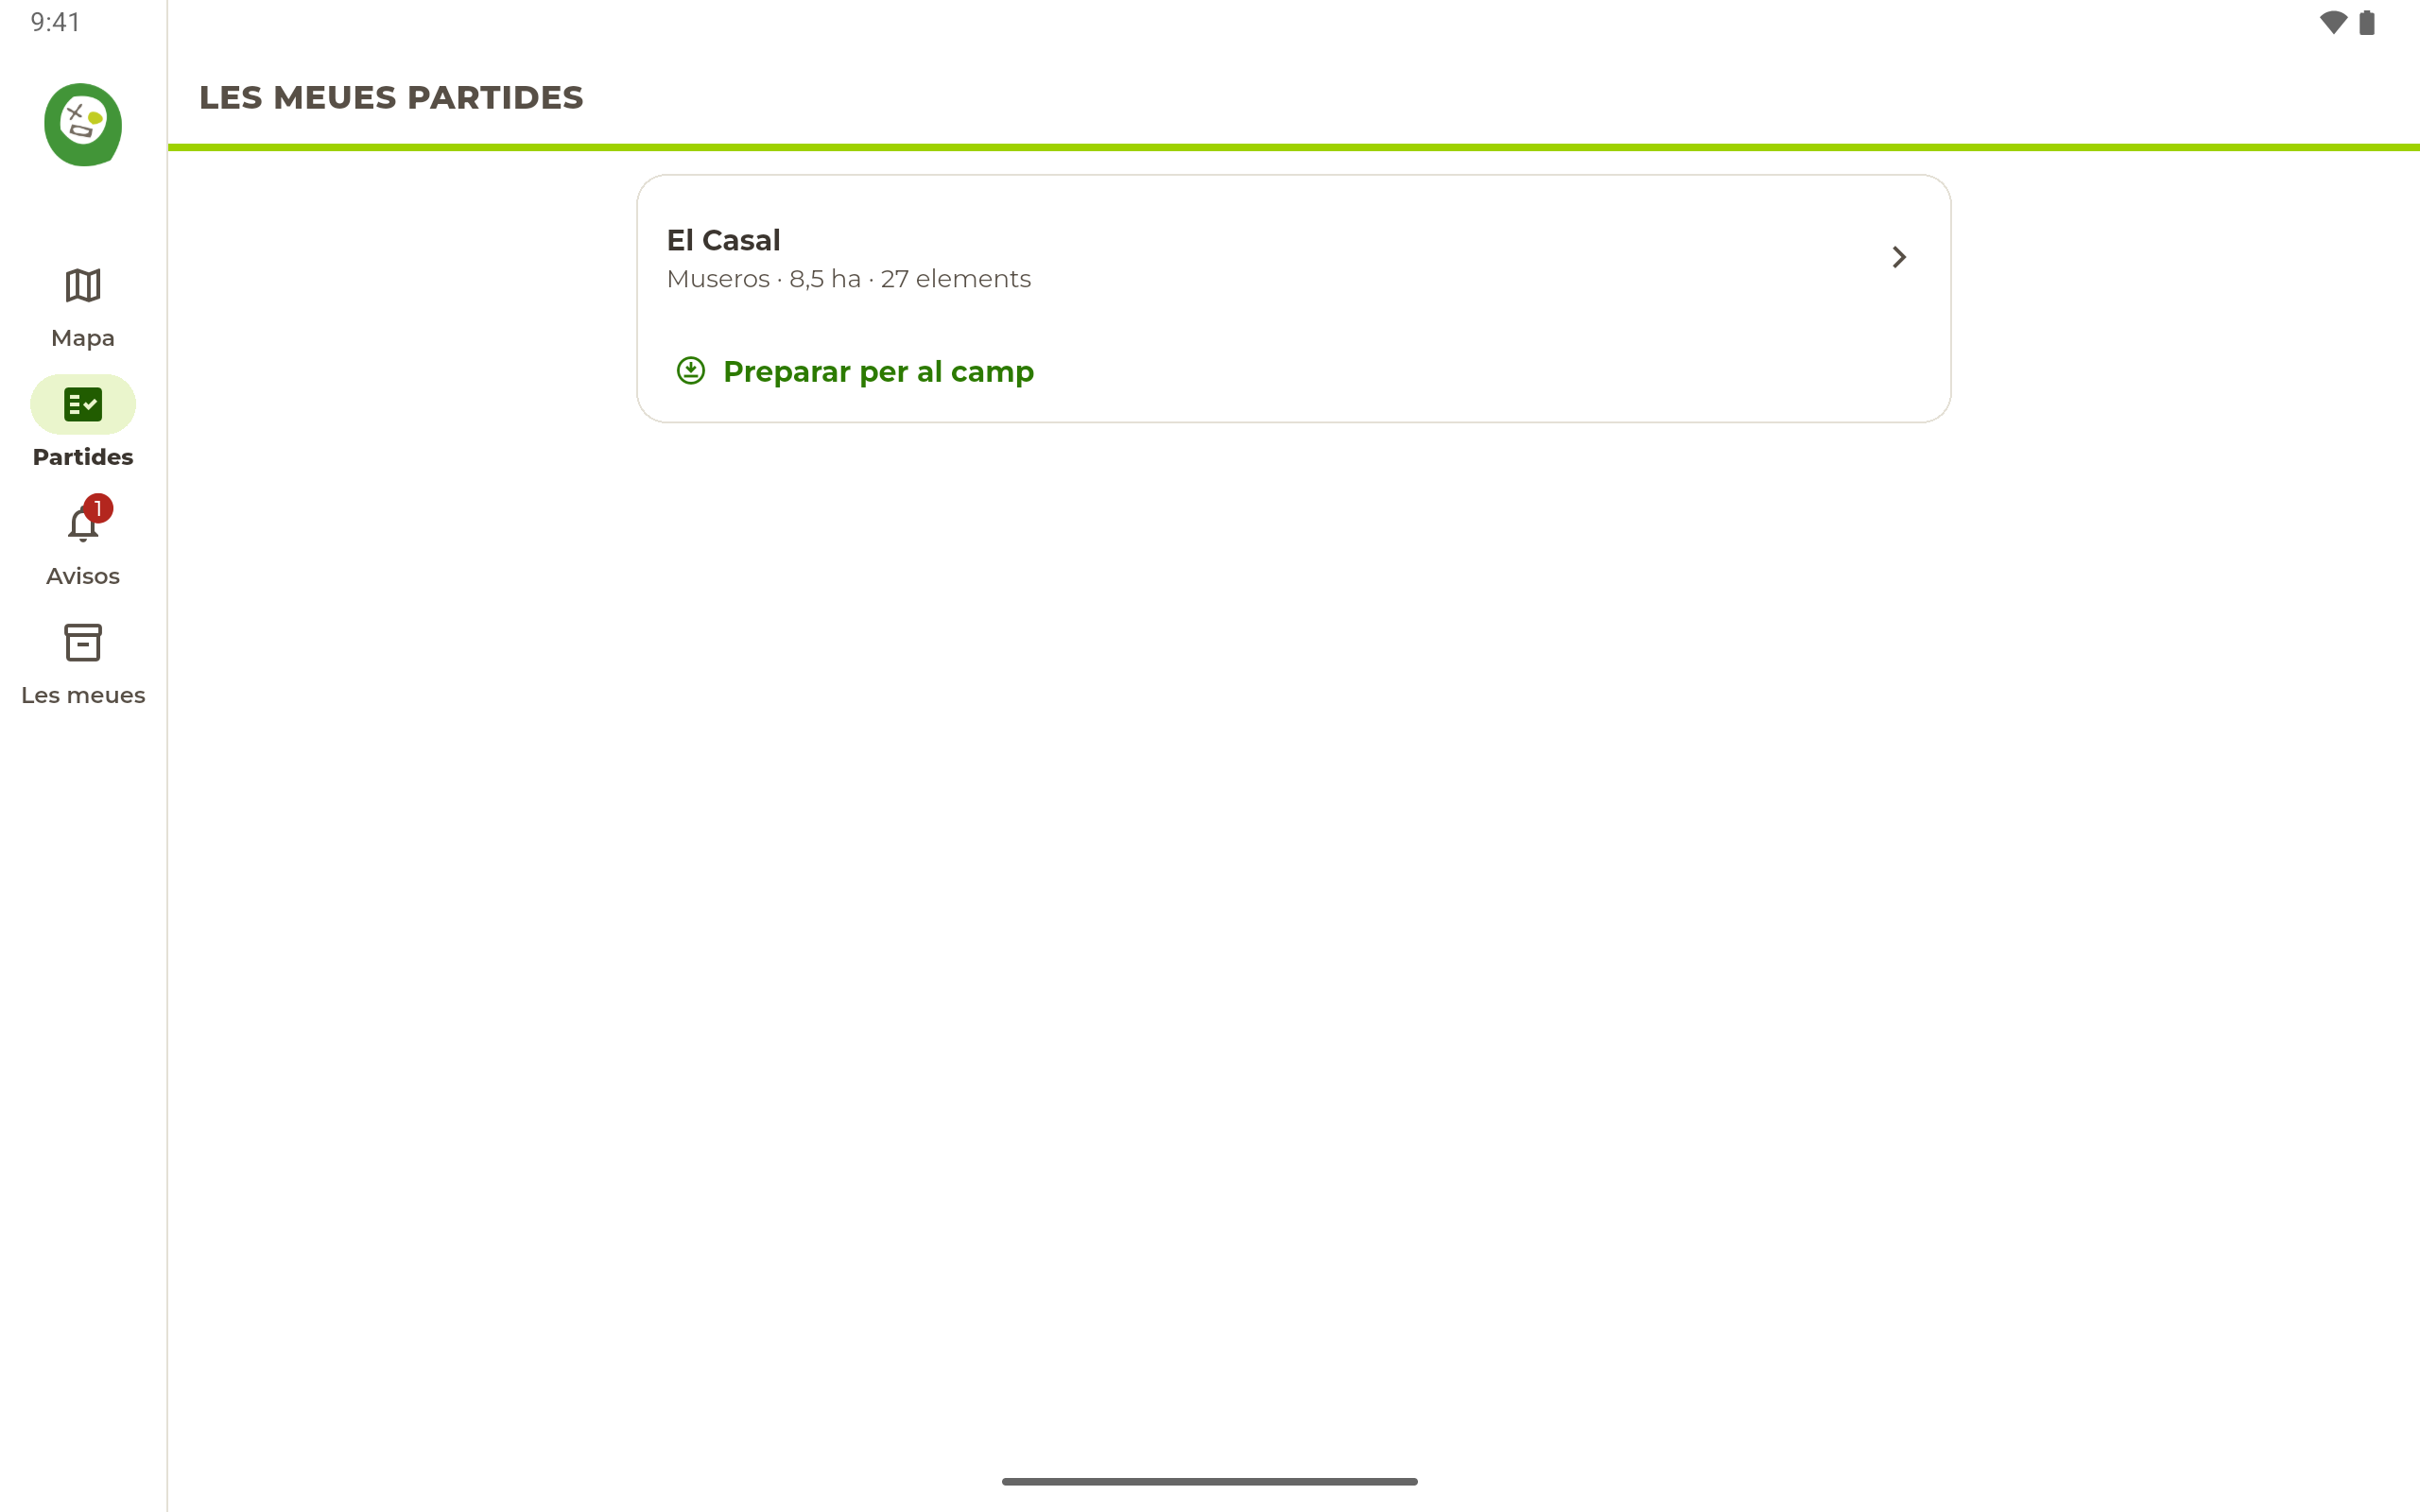 9:41
LES MEUES PARTIDES
El Casal
Museros · 8,5 ha · 27 elements
Preparar per al camp
Mapa
Partides
1
Avisos
Les meues